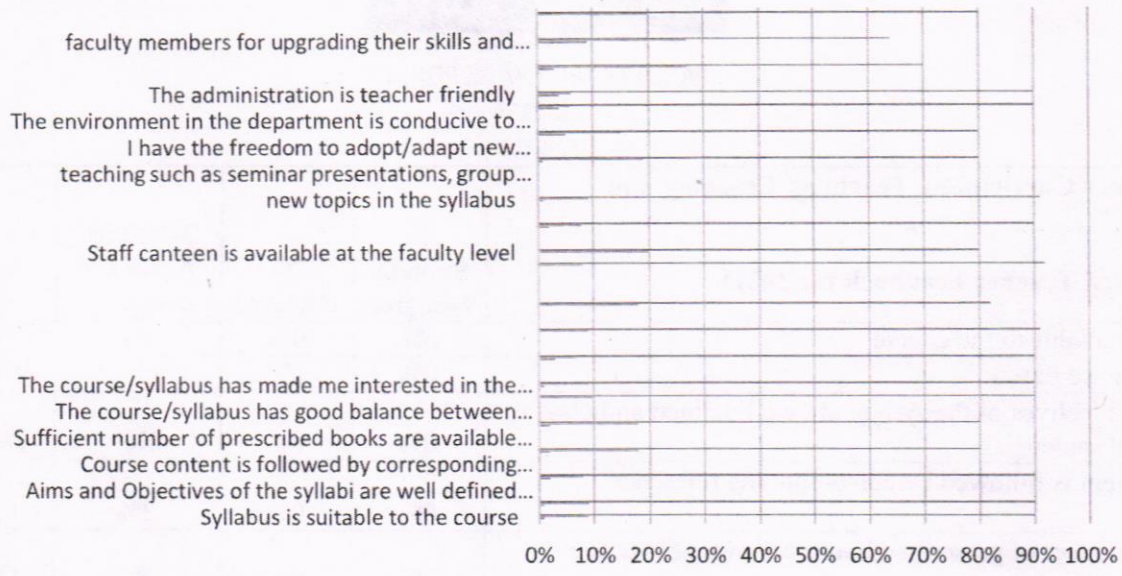 faculty members for upgrading their skills and...
The administration is teacher friendly
The environment in the department is conducive to...
I have the freedom to adopt/adapt new...
teaching such as seminar presentations, group...
new topics in the syllabus
Staff canteen is available at the faculty level
The course/syllabus has made me interested in the...
The course/syllabus has good balance between...
Sufficient number of prescribed books are available...
Course content is followed by corresponding...
Aims and Objectives of the syllabi are well defined...
Syllabus is suitable to the course
0% 10% 20% 30% 40% 50% 60% 70% 80% 90% 100%